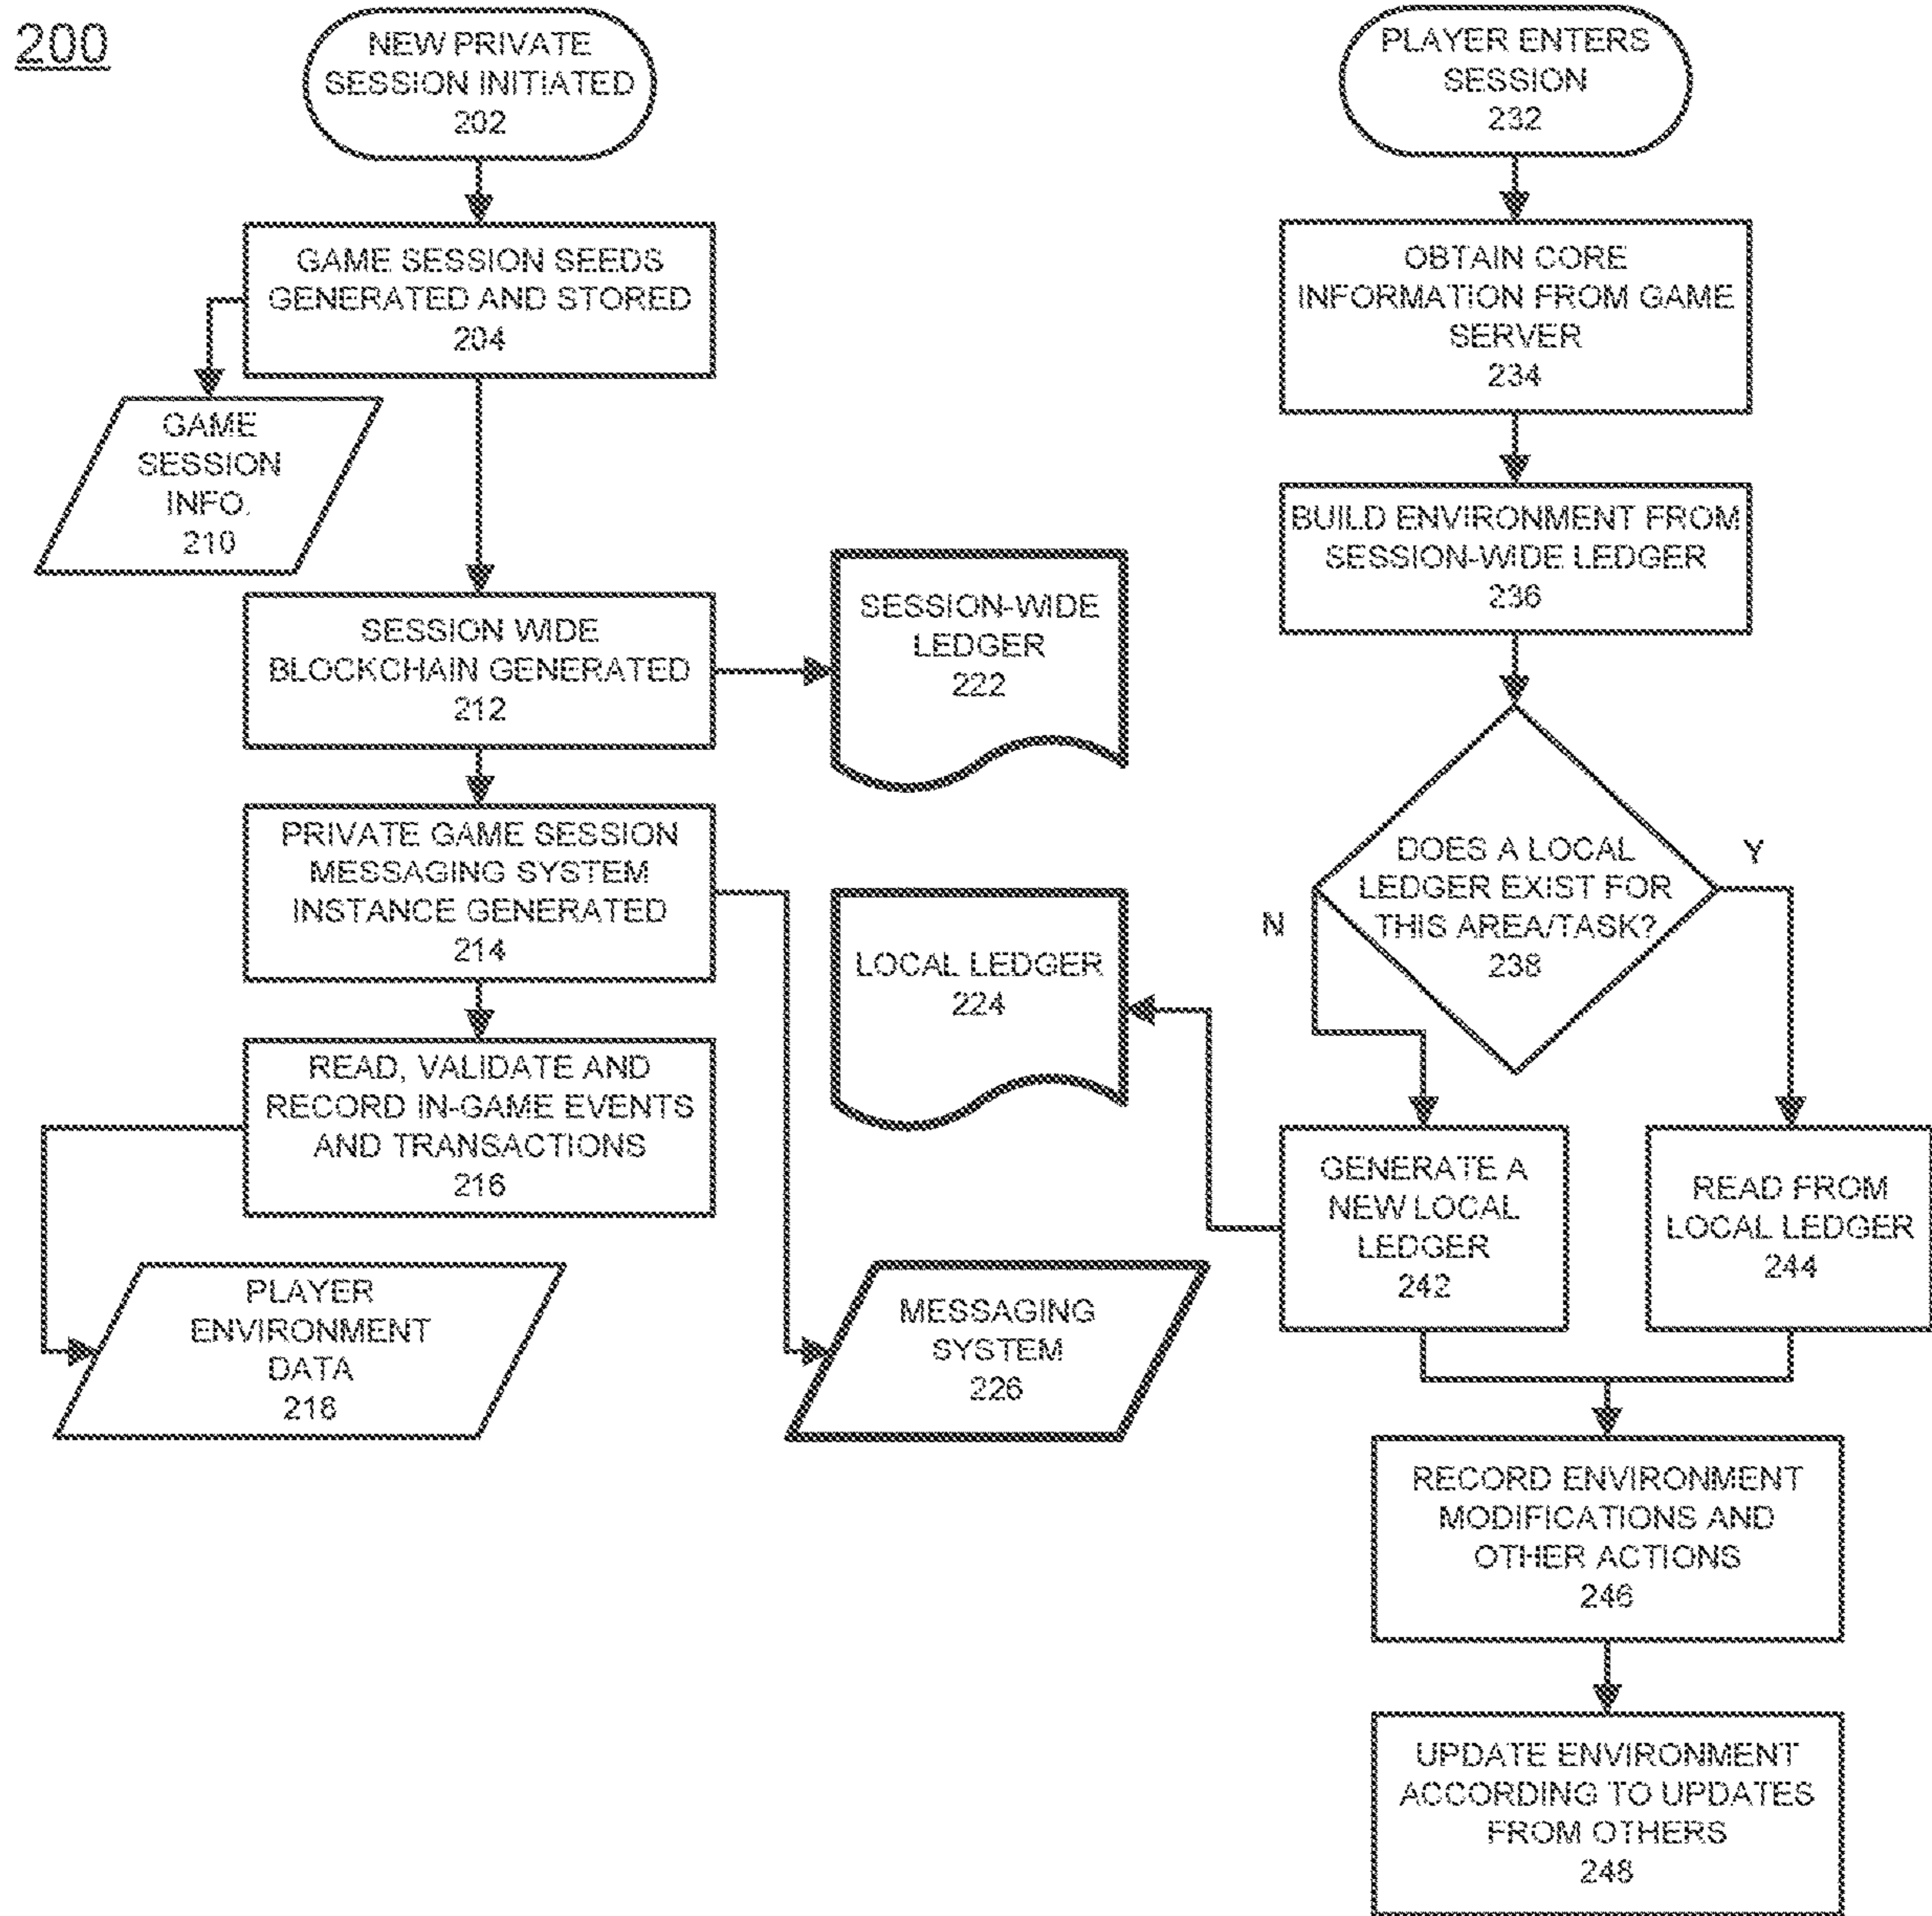 200
NEW PRIVATE
SESSION INITIATED
202
GAME SESSION SEEDS
GENERATED AND STORED
204
GAME
SESSION
INFO.
210
SESSION WIDE
BLOCKCHAIN GENERATED
212
SESSION-WIDE
LEDGER
222
PRIVATE GAME SESSION
MESSAGING SYSTEM
INSTANCE GENERATED
214
LOCAL LEDGER
224
READ, VALIDATE AND
RECORD IN-GAME EVENTS
AND TRANSACTIONS
216
PLAYER
ENVIRONMENT
DATA
218
MESSAGING
SYSTEM
226
PLAYER ENTERS
SESSION
232
OBTAIN CORE
INFORMATION FROM GAME
SERVER
234
BUILD ENVIRONMENT FROM
SESSION-WIDE LEDGER
236
DOES A LOCAL
LEDGER EXIST FOR
THIS AREA/TASK?
238
Y
N
GENERATE A
NEW LOCAL
LEDGER
242
READ FROM
LOCAL LEDGER
244
RECORD ENVIRONMENT
MODIFICATIONS AND
OTHER ACTIONS
246
UPDATE ENVIRONMENT
ACCORDING TO UPDATES
FROM OTHERS
248